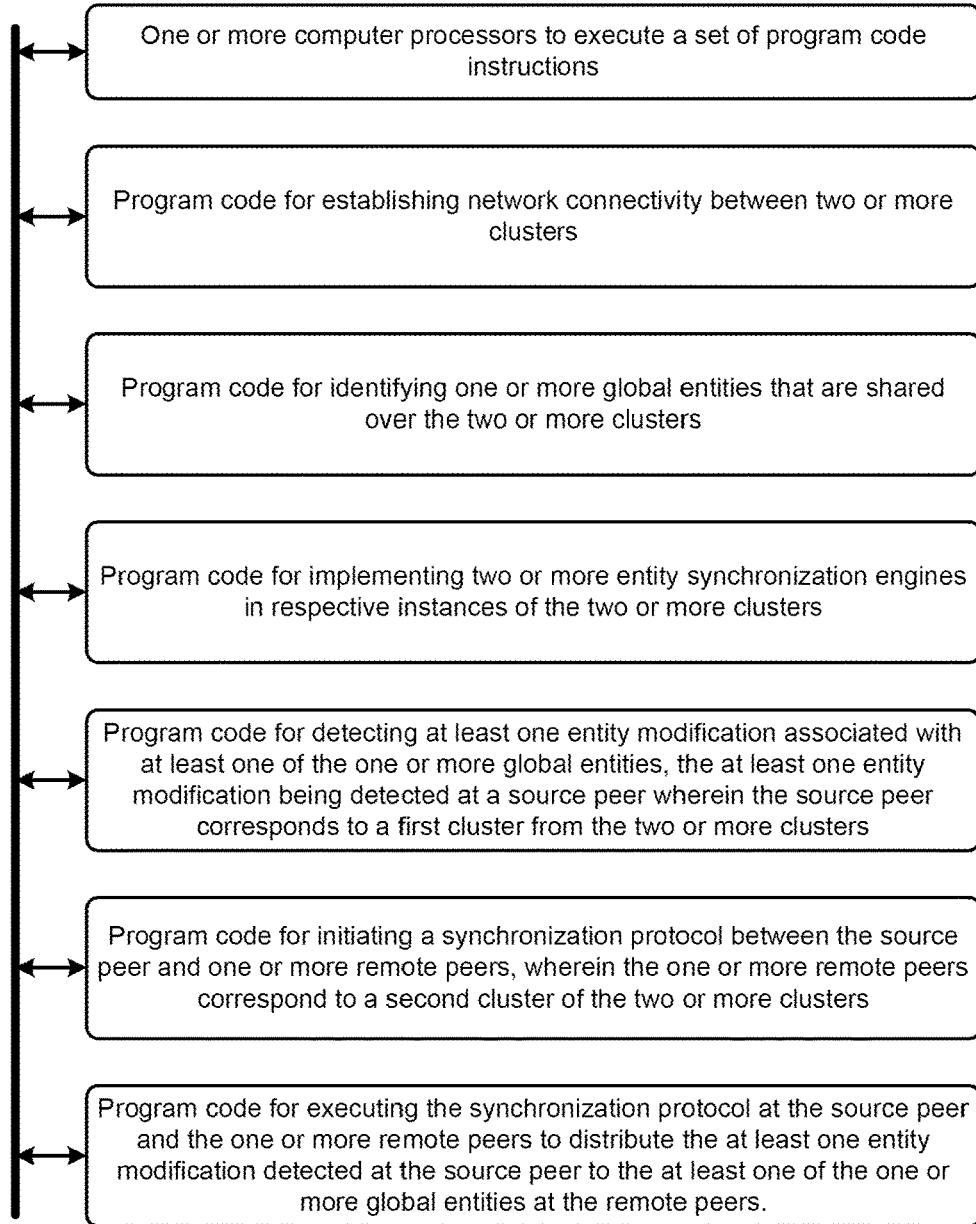 One or more computer processors to execute a set of program code
instructions
Program code for establishing network connectivity between two or more
clusters
Program code for identifying one or more global entities that are shared
over the two or more clusters
Program code for implementing two or more entity synchronization engines
in respective instances of the two or more clusters
Program code for detecting at least one entity modification associated with
at least one of the one or more global entities, the at least one entity
modification being detected at a source peer wherein the source peer
corresponds to a first cluster from the two or more clusters
Program code for initiating a synchronization protocol between the source
peer and one or more remote peers, wherein the one or more remote peers
correspond to a second cluster of the two or more clusters
Program code for executing the synchronization protocol at the source peer
and the one or more remote peers to distribute the at least one entity
modification detected at the source peer to the at least one of the one or
more global entities at the remote peers.